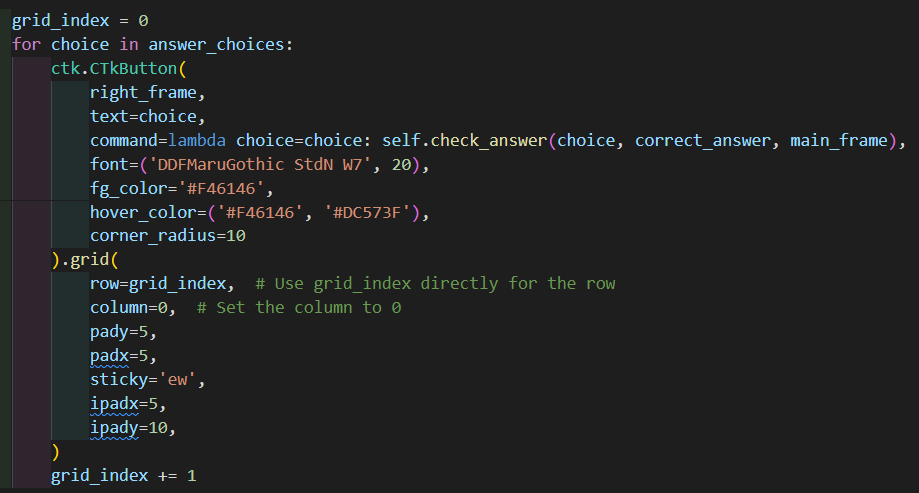 grid_index = 0
for choice in answer_choices:
    ctk.CTkButton(
        right_frame,
        text=choice,
        command=lambda choice=choice: self.check_answer(choice, correct_answer, main_frame),
        font=('DDFMaruGothic StdN W7', 20),
        fg_color='#F46146',
        hover_color=('#F46146', '#DC573F'),
        corner_radius=10
    ).grid(
        row=grid_index,  # Use grid_index directly for the row
        column=0,  # Set the column to 0
        pady=5,
        padx=5,
        sticky='ew',
        ipadx=5,
        ipady=10,
    )
    grid_index += 1